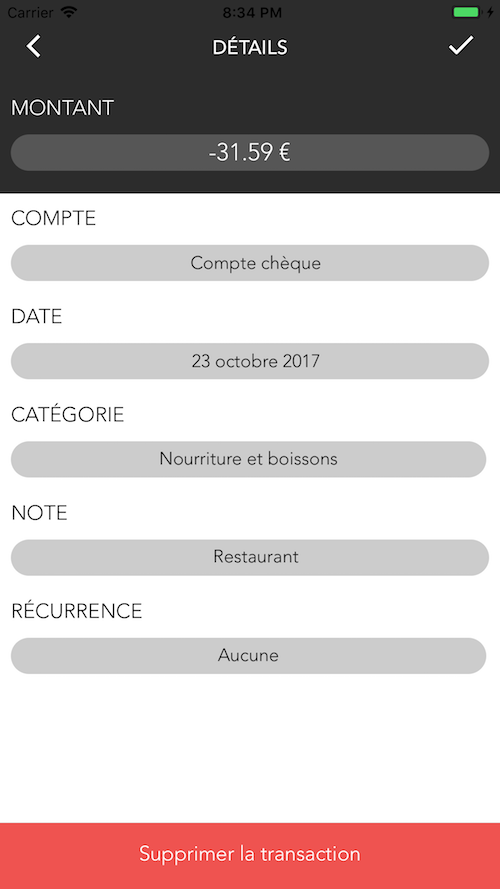 Carrier 8:34 PM
DÉTAILS
MONTANT
-31.59 €
COMPTE
Compte chèque
DATE
23 octobre 2017
CATÉGORIE
Nourriture et boissons
NOTE
Restaurant
RÉCURRENCE
Aucune
Supprimer la transaction